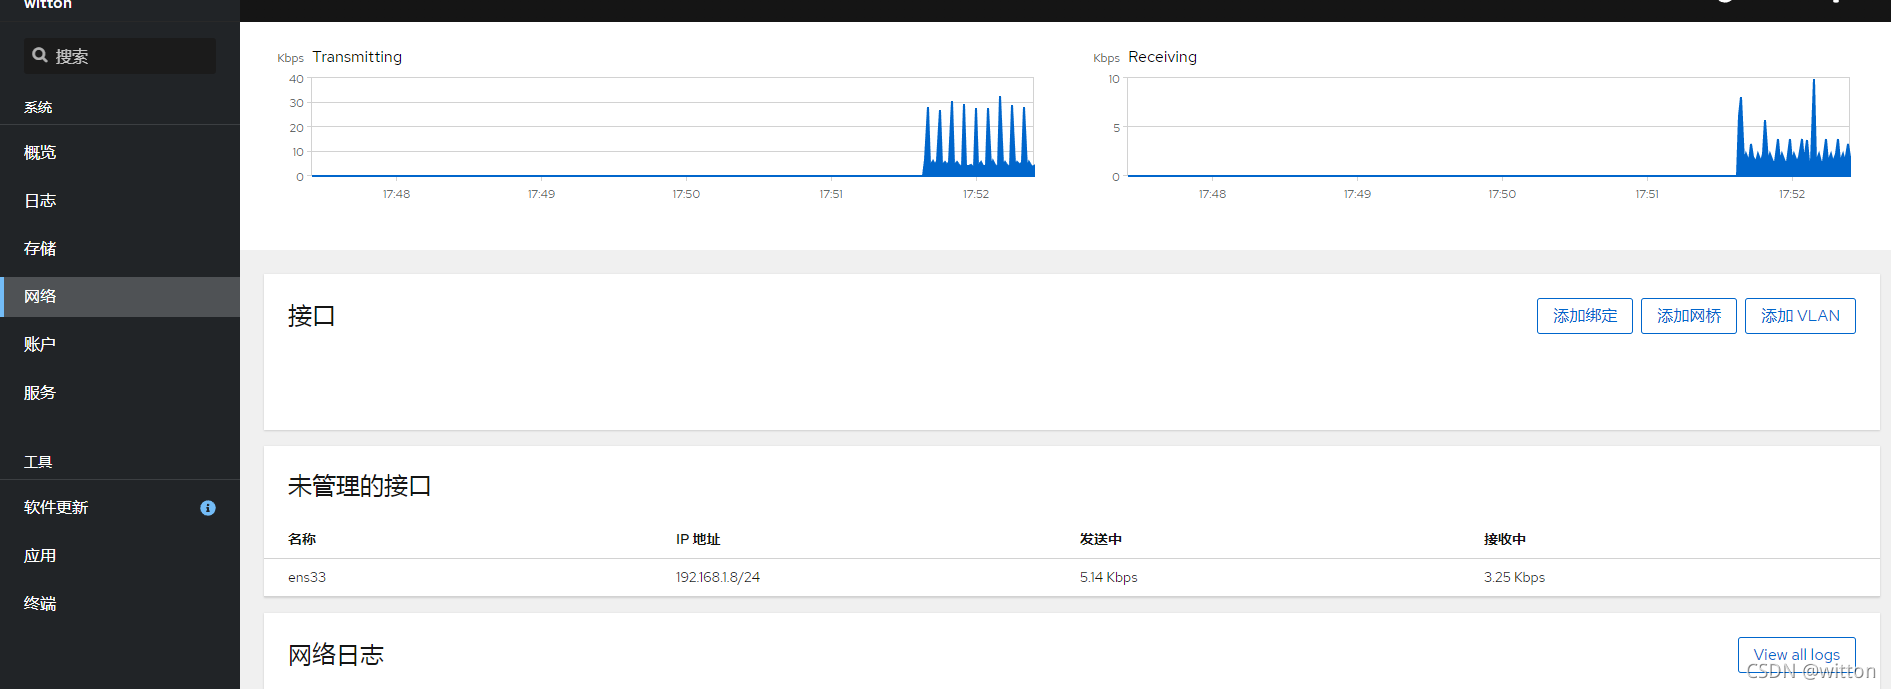 witton
搜索
系统
概览
日志
存储
网络
账户
服务
工具
软件更新
应用
终端
Kbps Transmitting
40
30
20
10
0
17:48 17:49 17:50 17:51 17:52
Kbps Receiving
10
5
0
17:48 17:49 17:50 17:51 17:52
接口
添加绑定 添加网桥 添加 VLAN
未管理的接口
名称 IP 地址 发送中 接收中
ens33 192.168.1.8/24 5.14 Kbps 3.25 Kbps
网络日志
View all logs
CSDN @witton